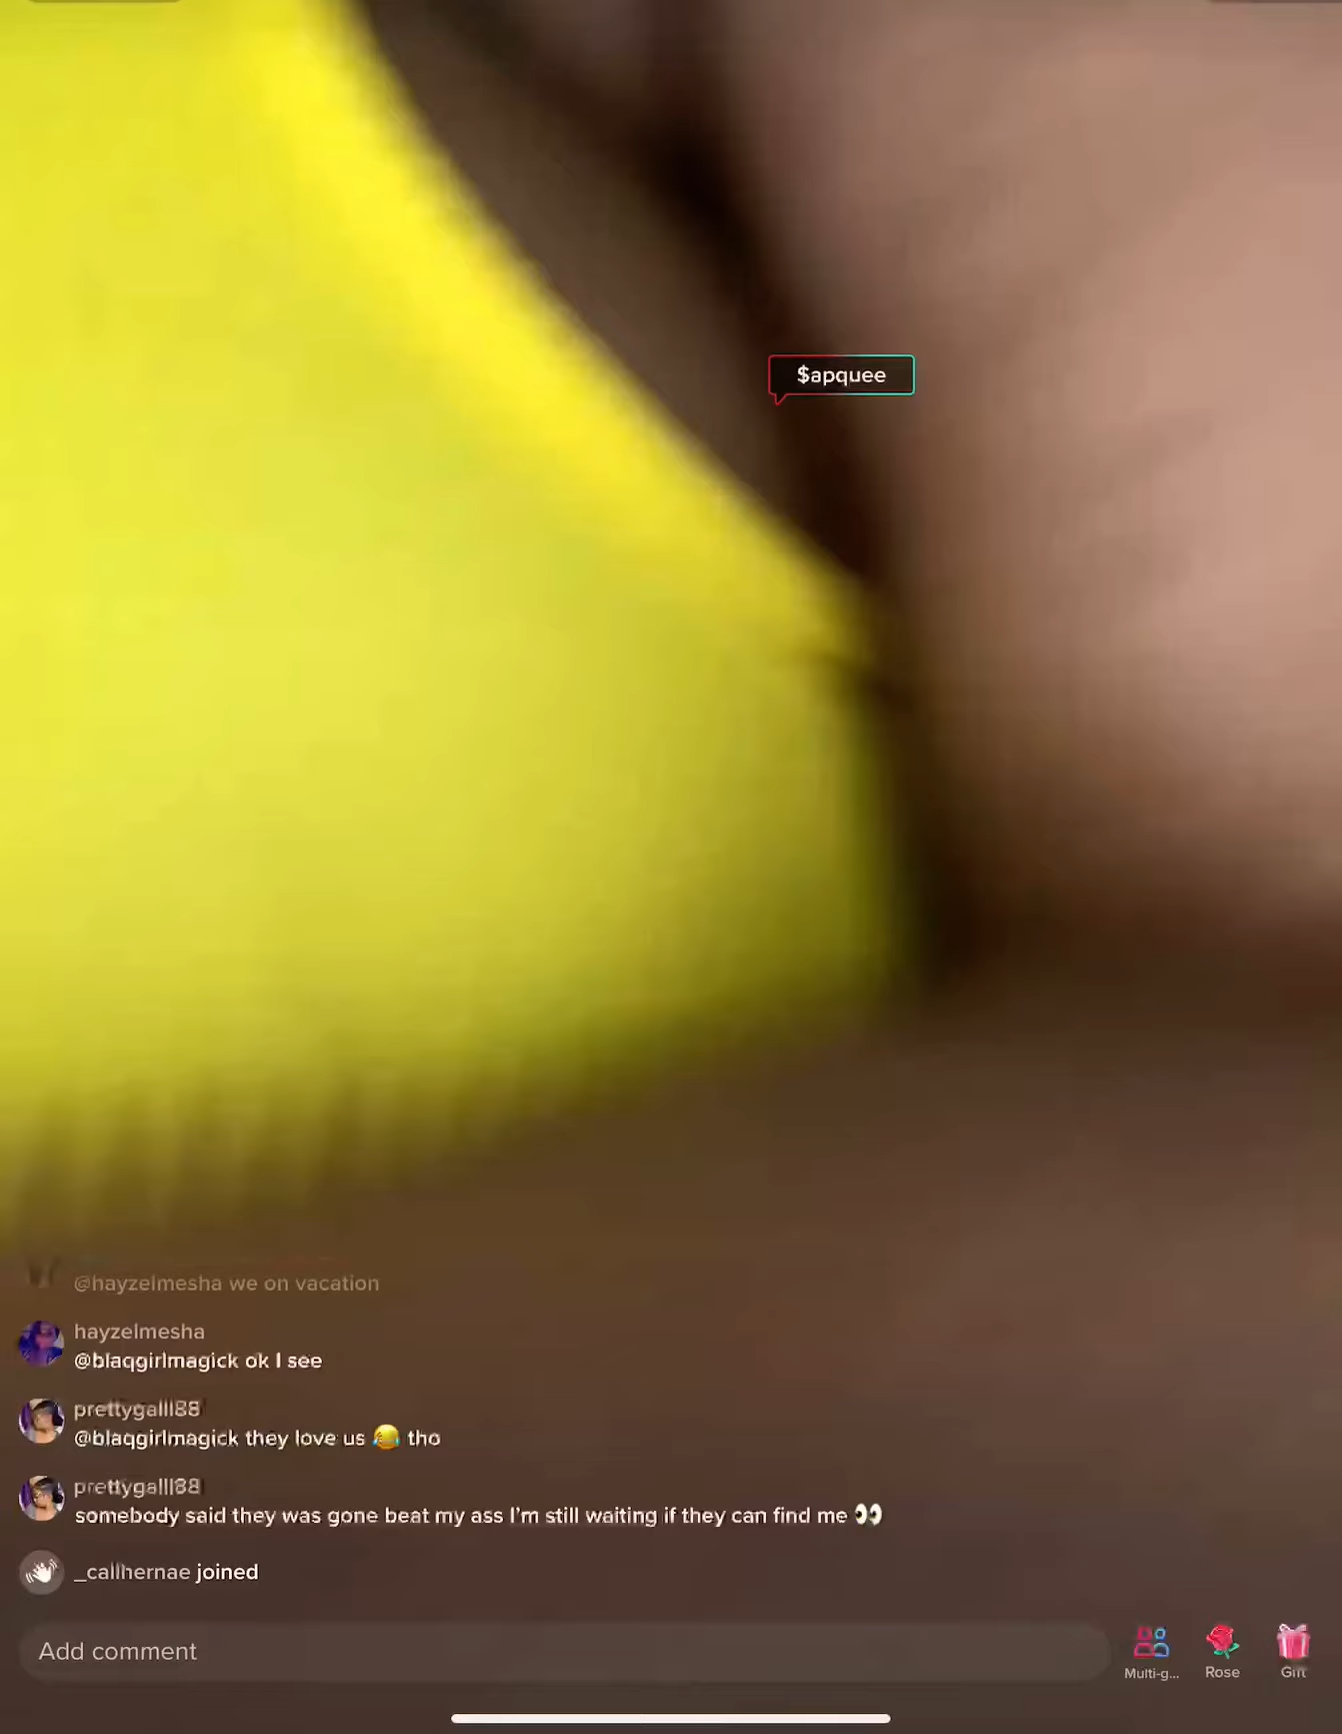 $apquee
@hayzelmesha we on vacation
hayzelmesha
@blaqgirlmagick ok I see
prettygalll88
@blaqgirlmagick they love us 😂 tho
prettygalll88
somebody said they was gone beat my ass I'm still waiting if they can find me 👀
_callhernae joined
Add comment
Multi-g... Rose Gift